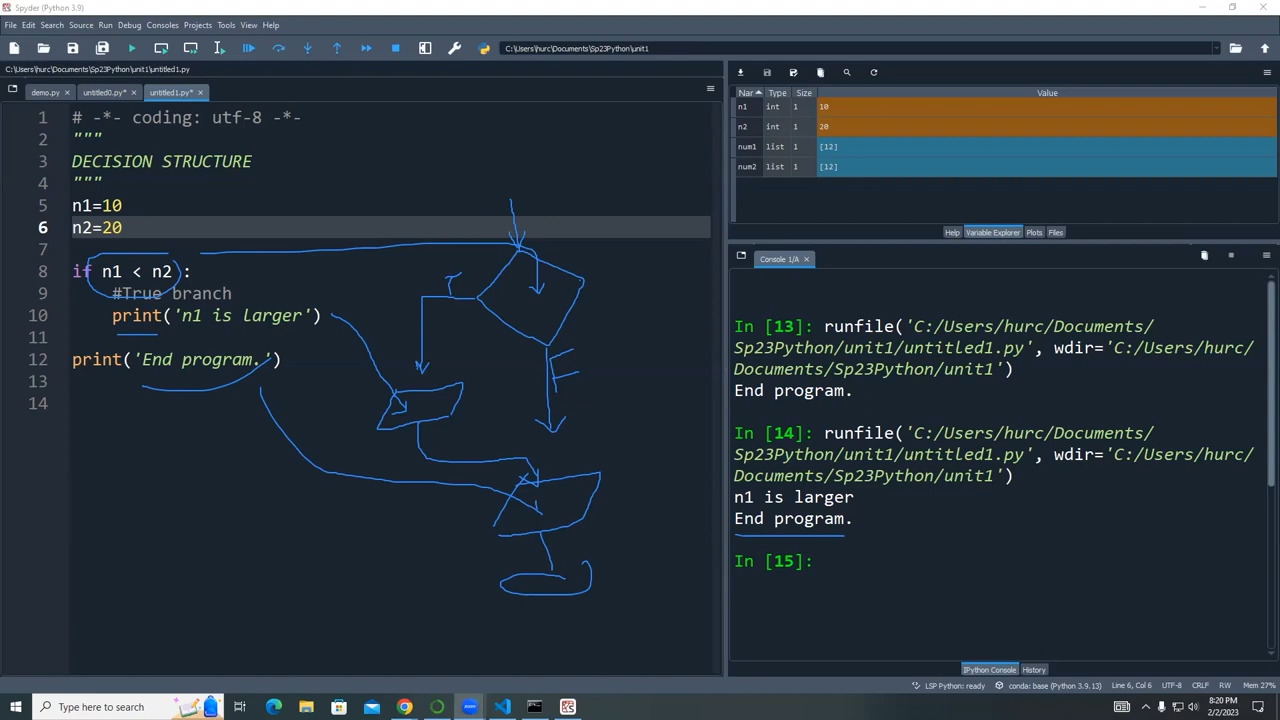 Spyder (Python 3.9)
File Edit Search Source Run Debug Consoles Projects Tools View Help
C:\Users\hurc\Documents\Sp23Python\unit1
C:\Users\hurc\Documents\Sp23Python\unit1\untitled1.py
demo.py untitled0.py* untitled1.py*
1 # -*- coding: utf-8 -*-
2 """
3 DECISION STRUCTURE
4 """
5 n1=10
6 n2=20
7
8 if n1 < n2 :
9 #True branch
10 print('n1 is larger')
11
12 print('End program.')
13
14
T
F
Nar Type Size Value
n1 int 1 10
n2 int 1 20
num1 list 1 [12]
num2 list 1 [12]
Help Variable Explorer Plots Files
Console 1/A
In [13]: runfile('C:/Users/hurc/Documents/
Sp23Python/unit1/untitled1.py', wdir='C:/Users/hurc/
Documents/Sp23Python/unit1')
End program.
In [14]: runfile('C:/Users/hurc/Documents/
Sp23Python/unit1/untitled1.py', wdir='C:/Users/hurc/
Documents/Sp23Python/unit1')
n1 is larger
End program.
In [15]:
IPython Console History
LSP Python: ready conda: base (Python 3.9.13) Line 6, Col 6 UTF-8 CRLF RW Mem 27%
Type here to search
8:20 PM
2/2/2023